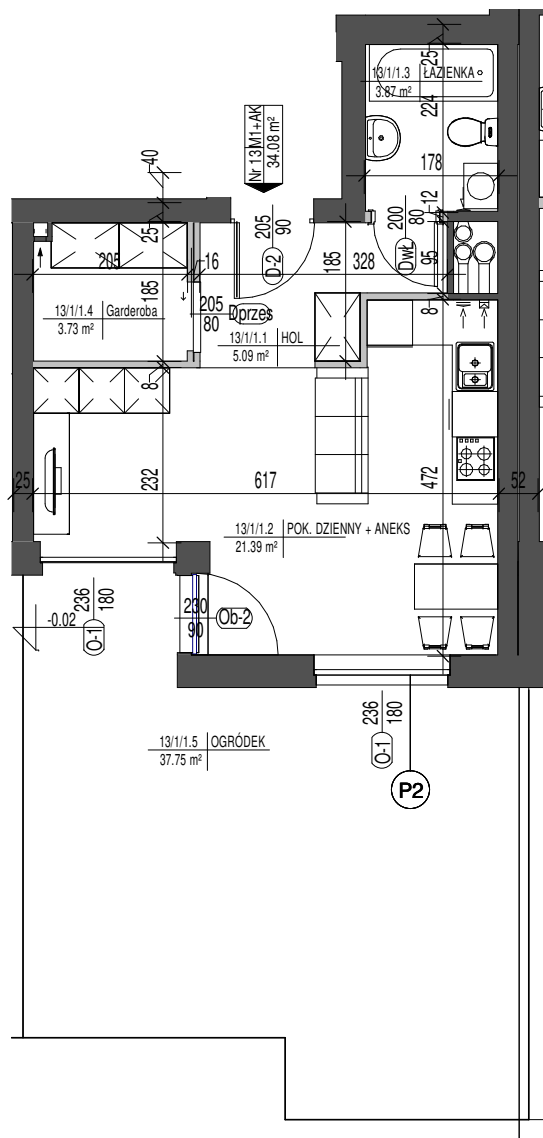 25
13/1/1.3 ŁAZIENKA
3.87 m²
224
Nr 13 M1+AK
34.08 m²
40
178
12
25
205
90
200
80
D-2
DwŁ
95
205
16
185
328
185
13/1/1.4 Garderoba
3.73 m²
205
80
Dprzes
8
13/1/1.1 HOL
5.09 m²
8
25
232
617
472
52
13/1/1.2 POK. DZIENNY + ANEKS
21.39 m²
-0.02
236
180
O-1
230
90
Ob-2
236
180
O-1
13/1/1.5 OGRÓDEK
37.75 m²
P2